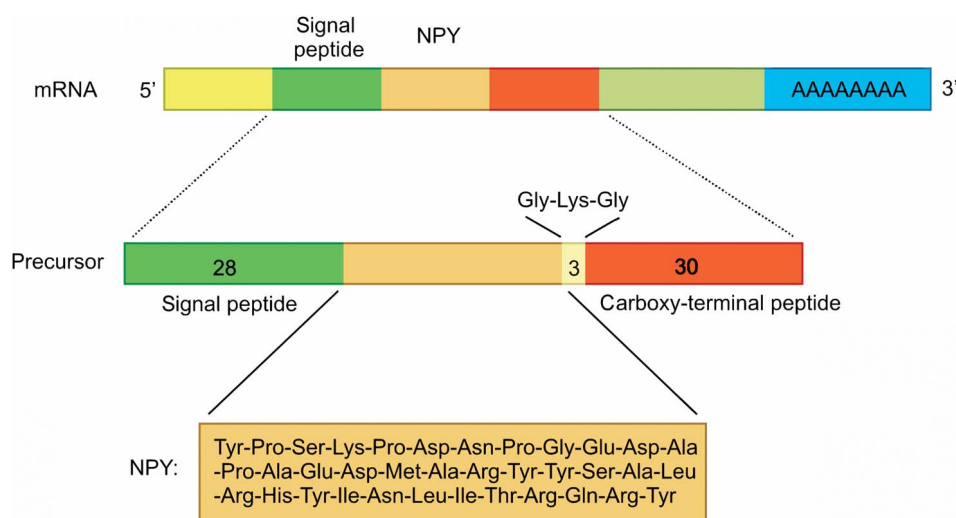 Signal
peptide
NPY
mRNA
5’
AAAAAAAA
3’
Gly-Lys-Gly
Precursor
28
3
30
Signal peptide
Carboxy-terminal peptide
NPY:
Tyr-Pro-Ser-Lys-Pro-Asp-Asn-Pro-Gly-Glu-Asp-Ala
-Pro-Ala-Glu-Asp-Met-Ala-Arg-Tyr-Tyr-Ser-Ala-Leu
-Arg-His-Tyr-Ile-Asn-Leu-Ile-Thr-Arg-Gln-Arg-Tyr